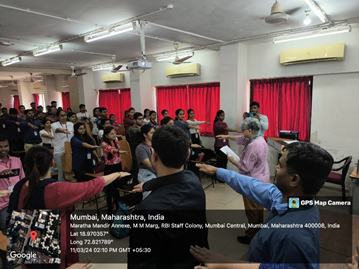 GPS Map Camera
Mumbai, Maharashtra, India
Maratha Mandir Annexe, M M Marg, RBI Staff Colony, Mumbai Central, Mumbai, Maharashtra 400008, India
Lat 18.970357°
Long 72.821789°
11/03/24 02:10 PM GMT +05:30
Google